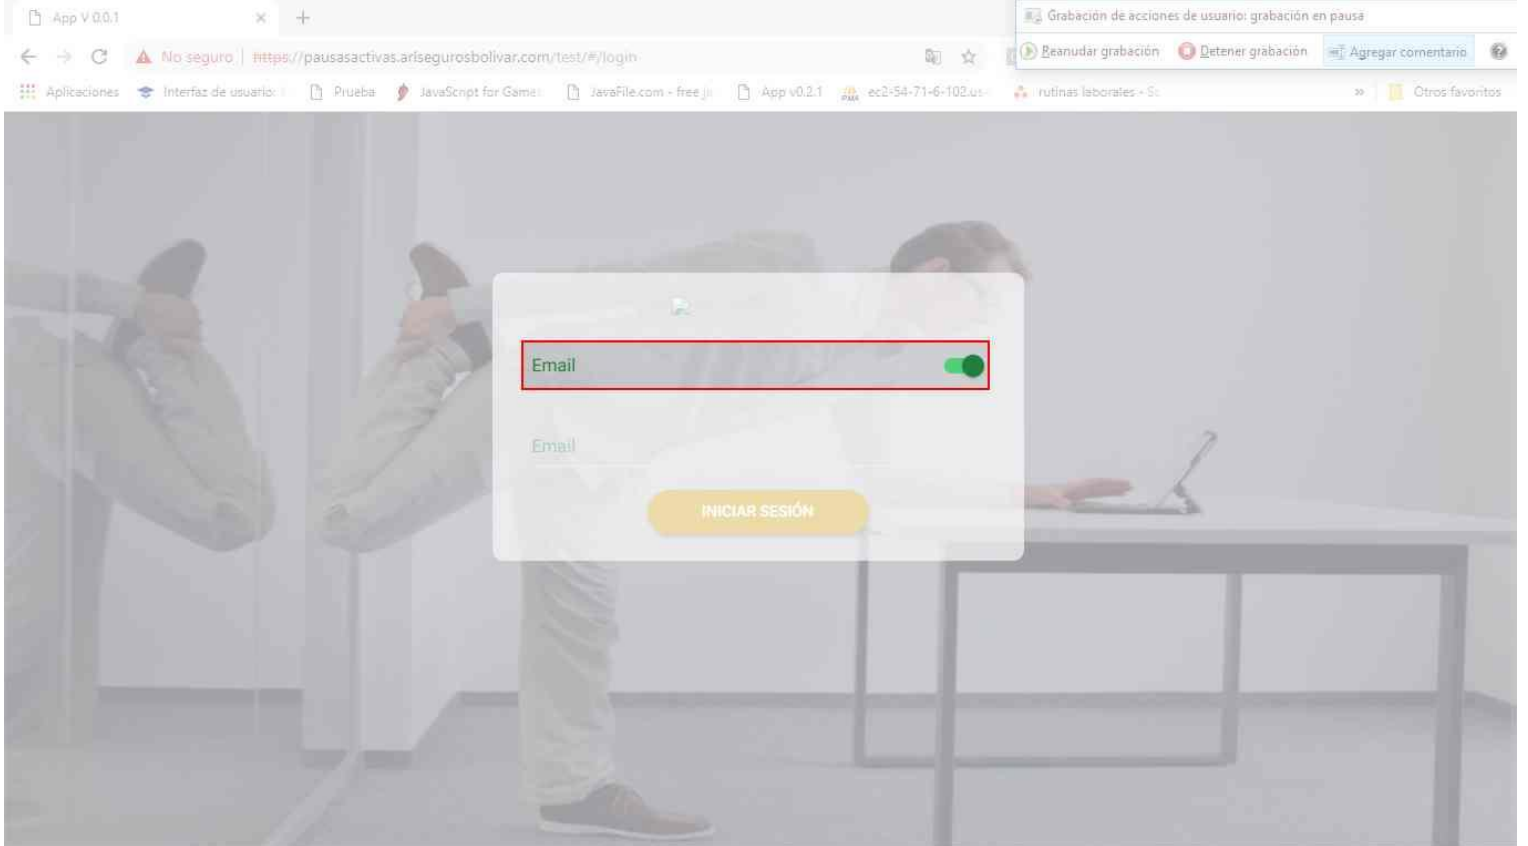 App V 0.0.1
Grabación de acciones de usuario: grabación en pausa
No seguro | https://pausasactivas.arlsegurosbolivar.com/test/#/login
Reanudar grabación
Detener grabación
Agregar comentario
Aplicaciones
Interfaz de usuario:
Prueba
JavaScript for Game
JavaFile.com - free
App v0.2.1
ec2-54-71-6-102.us-
rutinas laborales - Sc
»
Otros favoritos
Email
Email
INICIAR SESIÓN